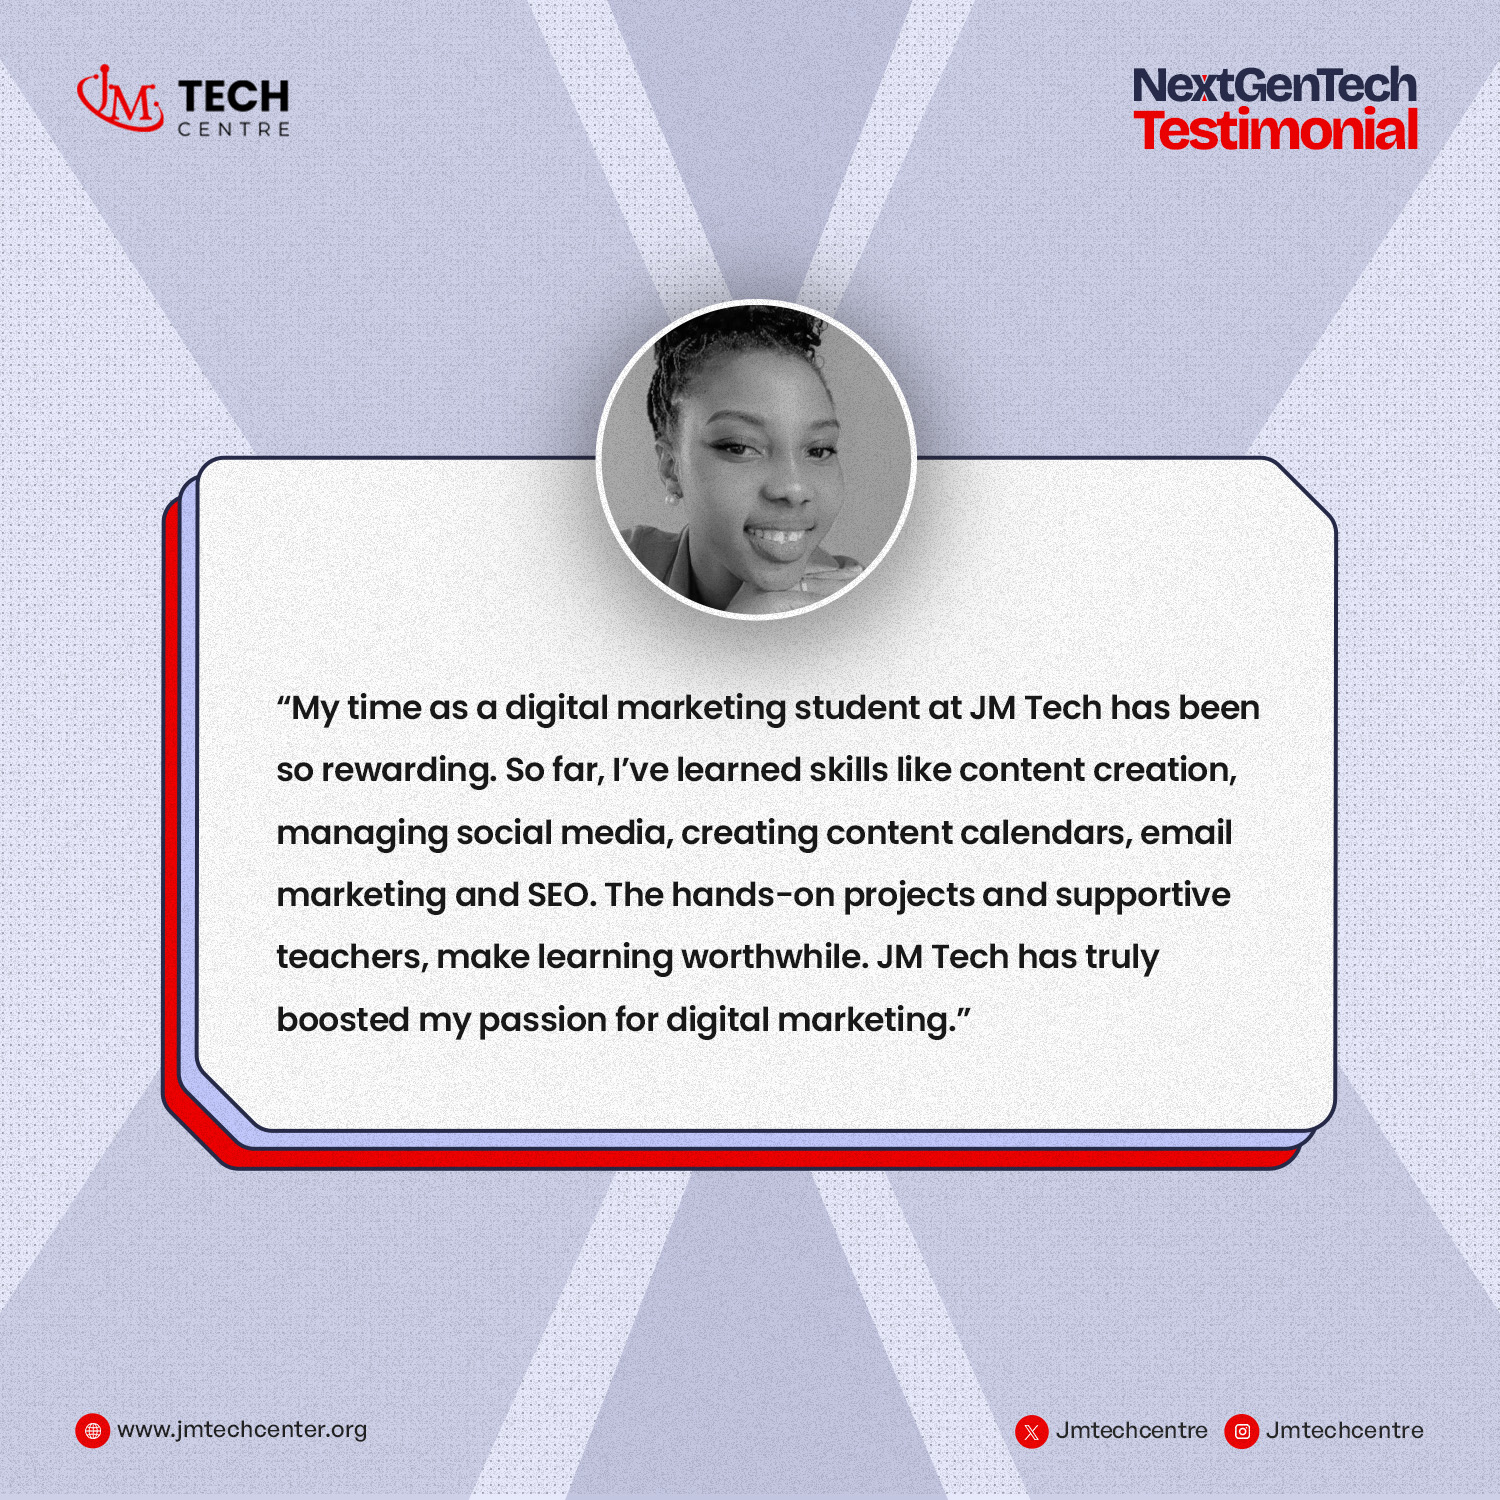 JM TECH
CENTRE
NextGenTech
Testimonial
“My time as a digital marketing student at JM Tech has been
so rewarding. So far, I’ve learned skills like content creation,
managing social media, creating content calendars, email
marketing and SEO. The hands-on projects and supportive
teachers, make learning worthwhile. JM Tech has truly
boosted my passion for digital marketing.”
www.jmtechcenter.org
Jmtechcentre
Jmtechcentre